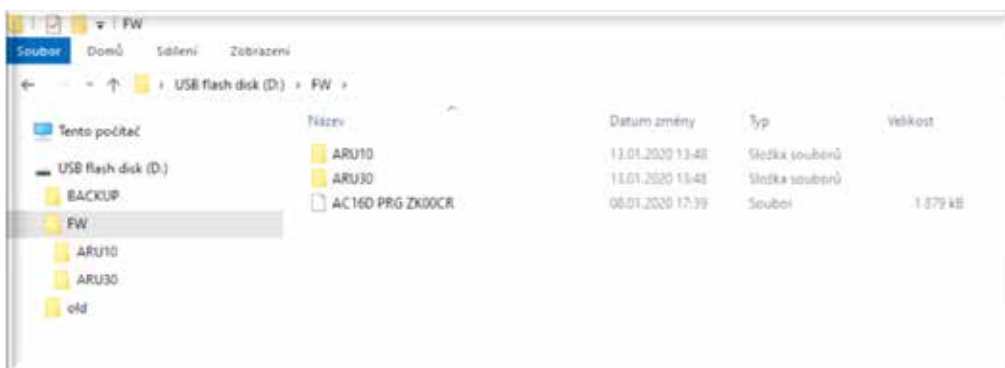 FW
Soubor Domů Sdílení Zobrazení
USB flash disk (D:) › FW ›
Název Datum změny Typ Velikost
Tento počítač
USB flash disk (D:)
BACKUP
FW
ARU10
ARU30
old
ARU10 13.01.2020 13:48 Složka souborů
ARU30 13.01.2020 13:48 Složka souborů
AC16D PRG ZK00CR 08.01.2020 17:39 Soubor 1 879 kB